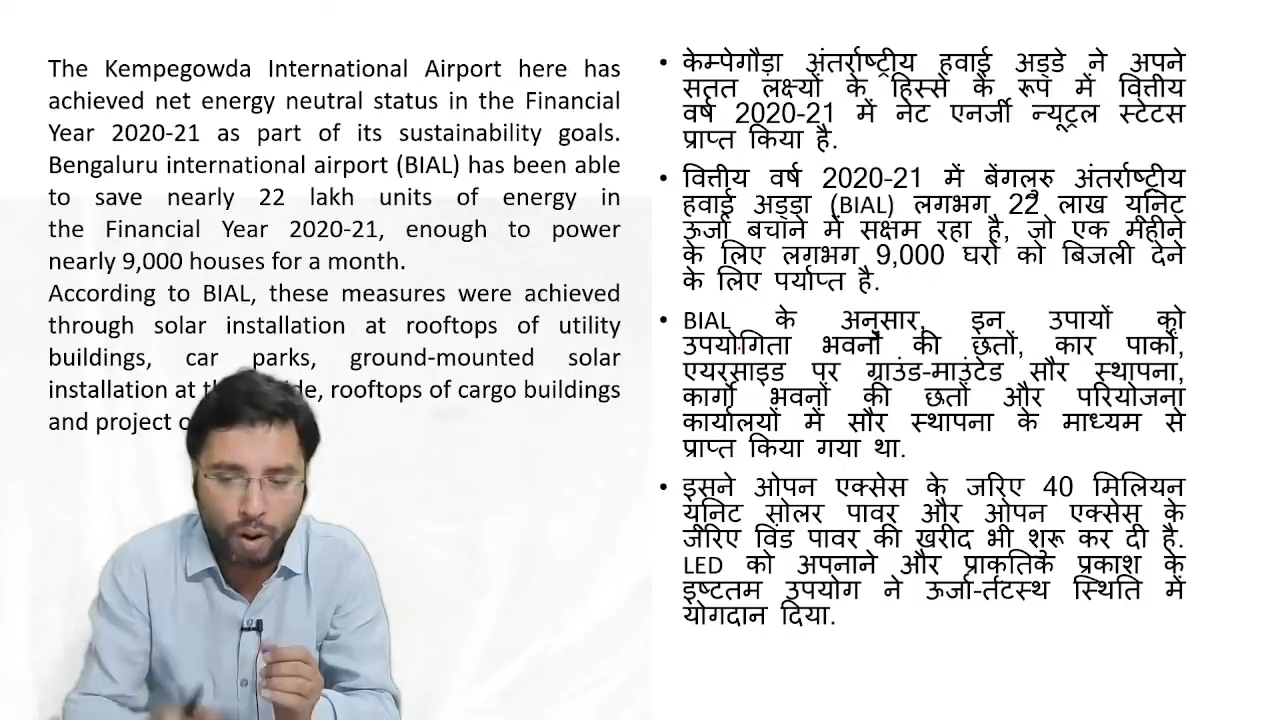 The Kempegowda International Airport here has
achieved net energy neutral status in the Financial
Year 2020-21 as part of its sustainability goals.
Bengaluru international airport (BIAL) has been able
to save nearly 22 lakh units of energy in
the Financial Year 2020-21, enough to power
nearly 9,000 houses for a month.
According to BIAL, these measures were achieved
through solar installation at rooftops of utility
buildings, car parks, ground-mounted solar
installation at rooftops of cargo buildings
and project
• केम्पेगौड़ा अंतर्राष्ट्रीय हवाई अड्डे ने अपने
सतत लक्ष्यों के हिस्से के रूप में वित्तीय
वर्ष 2020-21 में नेट एनर्जी न्यूट्रल स्टेटस
प्राप्त किया है.
• वित्तीय वर्ष 2020-21 में बेंगलुरु अंतर्राष्ट्रीय
हवाई अड्डा (BIAL) लगभग 22 लाख यूनिट
ऊर्जा बचाने में सक्षम रहा है, जो एक महीने
के लिए लगभग 9,000 घरों को बिजली देने
के लिए पर्याप्त है.
• BIAL के अनुसार, इन उपायों को
उपयोगिता भवनों की छतों, कार पार्कों,
एयरसाइड पर ग्राउंड-माउंटेड सौर स्थापना,
कार्गो भवनों की छतों और परियोजना
कार्यालयों में सौर स्थापना के माध्यम से
प्राप्त किया गया था.
• इसने ओपन एक्सेस के जरिए 40 मिलियन
यूनिट सोलर पावर और ओपन एक्सेस के
जरिए विंड पावर की खरीद भी शुरू कर दी है.
LED को अपनाने और प्राकृतिक प्रकाश के
इष्टतम उपयोग ने ऊर्जा-तटस्थ स्थिति में
योगदान दिया.